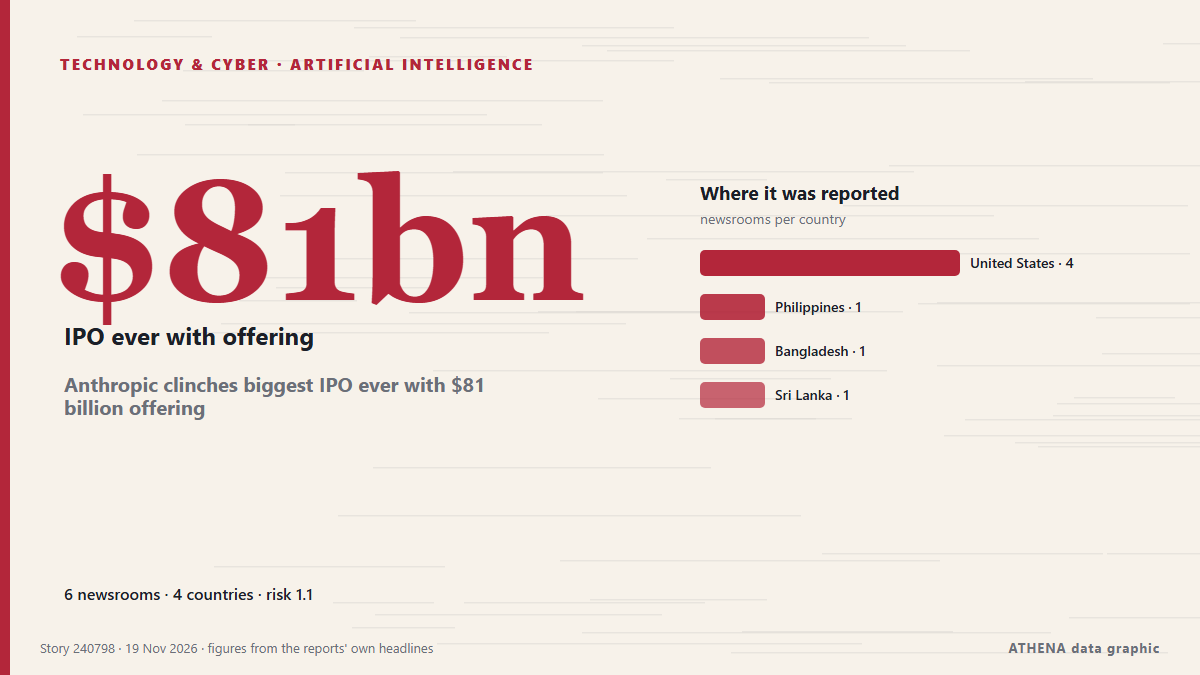 TECHNOLOGY & CYBER · ARTIFICIAL INTELLIGENCE
$81bn
IPO ever with offering
Anthropic clinches biggest IPO ever with $81
billion offering
Where it was reported
newsrooms per country
United States · 4
Philippines · 1
Bangladesh · 1
Sri Lanka · 1
6 newsrooms · 4 countries · risk 1.1
Story 240798 · 19 Nov 2026 · figures from the reports' own headlines
ATHENA data graphic